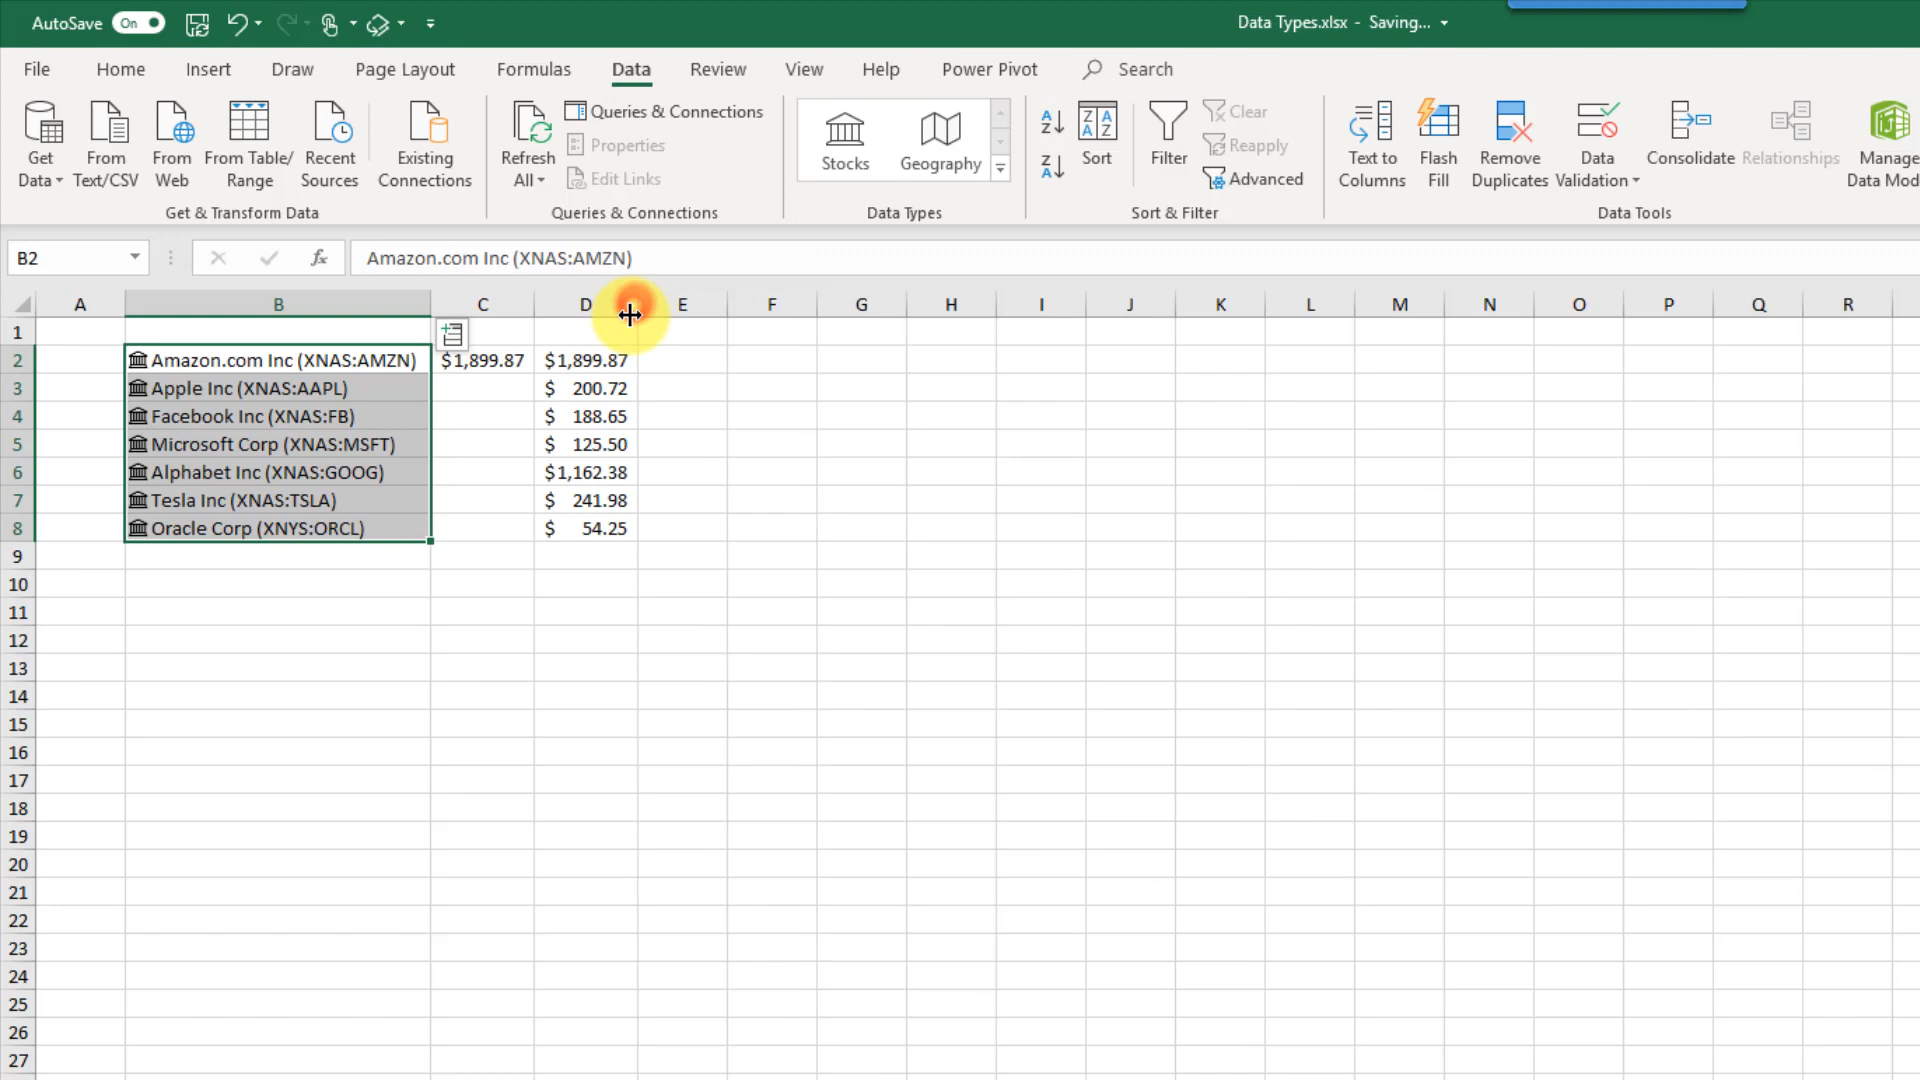 AutoSave On Data Types.xlsx - Saving...
File Home Insert Draw Page Layout Formulas Data Review View Help Power Pivot Search
Get Data
From Text/CSV
From Web
From Table/ Range
Recent Sources
Existing Connections
Get & Transform Data
Refresh All
Queries & Connections
Properties
Edit Links
Queries & Connections
Stocks Geography
Data Types
Sort
Filter
Clear
Reapply
Advanced
Sort & Filter
Text to Columns
Flash Fill
Remove Duplicates
Data Validation
Consolidate
Relationships
Manage Data Mod
Data Tools
B2 fx Amazon.com Inc (XNAS:AMZN)
A B C D E F G H I J K L M N O P Q R
1
2 Amazon.com Inc (XNAS:AMZN) $1,899.87 $1,899.87
3 Apple Inc (XNAS:AAPL) $ 200.72
4 Facebook Inc (XNAS:FB) $ 188.65
5 Microsoft Corp (XNAS:MSFT) $ 125.50
6 Alphabet Inc (XNAS:GOOG) $1,162.38
7 Tesla Inc (XNAS:TSLA) $ 241.98
8 Oracle Corp (XNYS:ORCL) $ 54.25
9
10
11
12
13
14
15
16
17
18
19
20
21
22
23
24
25
26
27